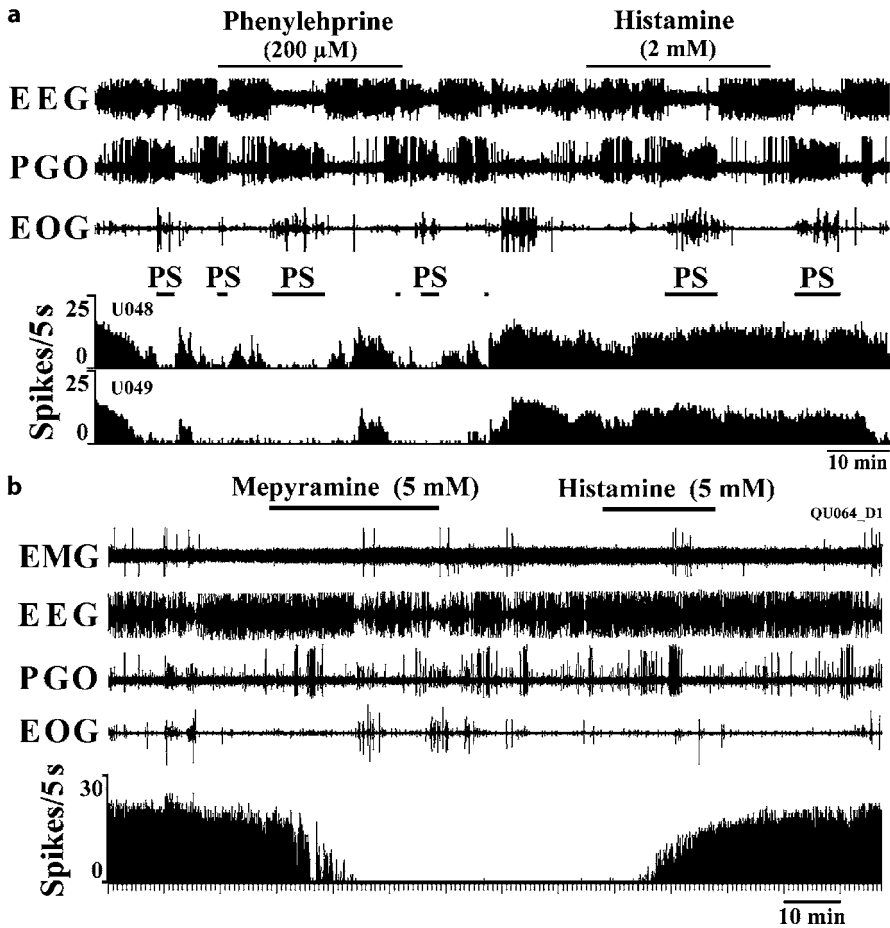 a
Phenylehprine
(200 µM)
Histamine
(2 mM)
EEG
PGO
EOG
PS PS PS PS PS PS
25
U048
0
25
U049
0
Spikes/5s
10 min
b
Mepyramine (5 mM)
Histamine (5 mM)
QU064_D1
EMG
EEG
PGO
EOG
30
0
Spikes/5s
10 min